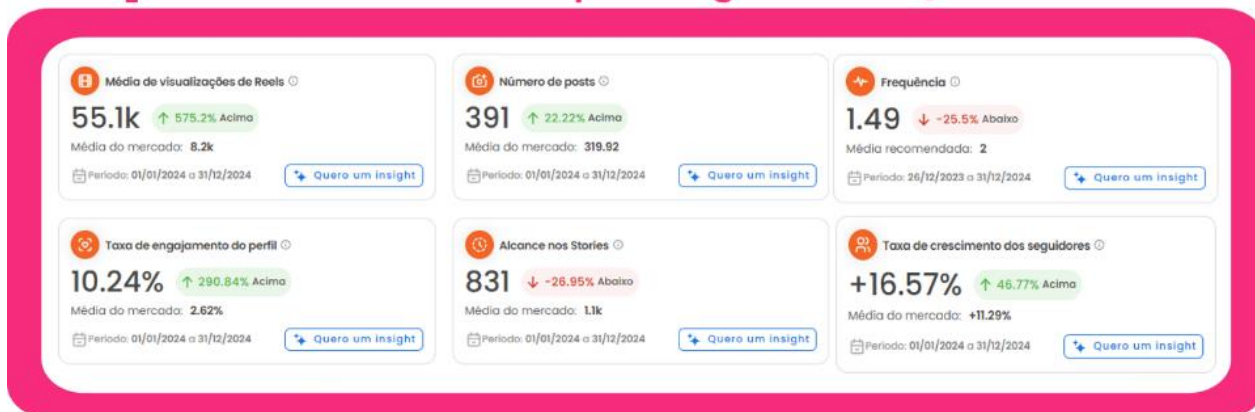 Média de visualizações de Reels
55.1k ↑ 575.2% Acima
Média do mercado: 8.2k
Período: 01/01/2024 a 31/12/2024
Quero um insight
Número de posts
391 ↑ 22.22% Acima
Média do mercado: 319.92
Período: 01/01/2024 a 31/12/2024
Quero um insight
Frequência
1.49 ↓ -25.5% Abaixo
Média recomendada: 2
Período: 26/12/2023 a 31/12/2024
Quero um insight
Taxa de engajamento do perfil
10.24% ↑ 290.84% Acima
Média do mercado: 2.62%
Período: 01/01/2024 a 31/12/2024
Quero um insight
Alcance nos Stories
831 ↓ -26.95% Abaixo
Média do mercado: 1.1k
Período: 01/01/2024 a 31/12/2024
Quero um insight
Taxa de crescimento dos seguidores
+16.57% ↑ 46.77% Acima
Média do mercado: +11.29%
Período: 01/01/2024 a 31/12/2024
Quero um insight